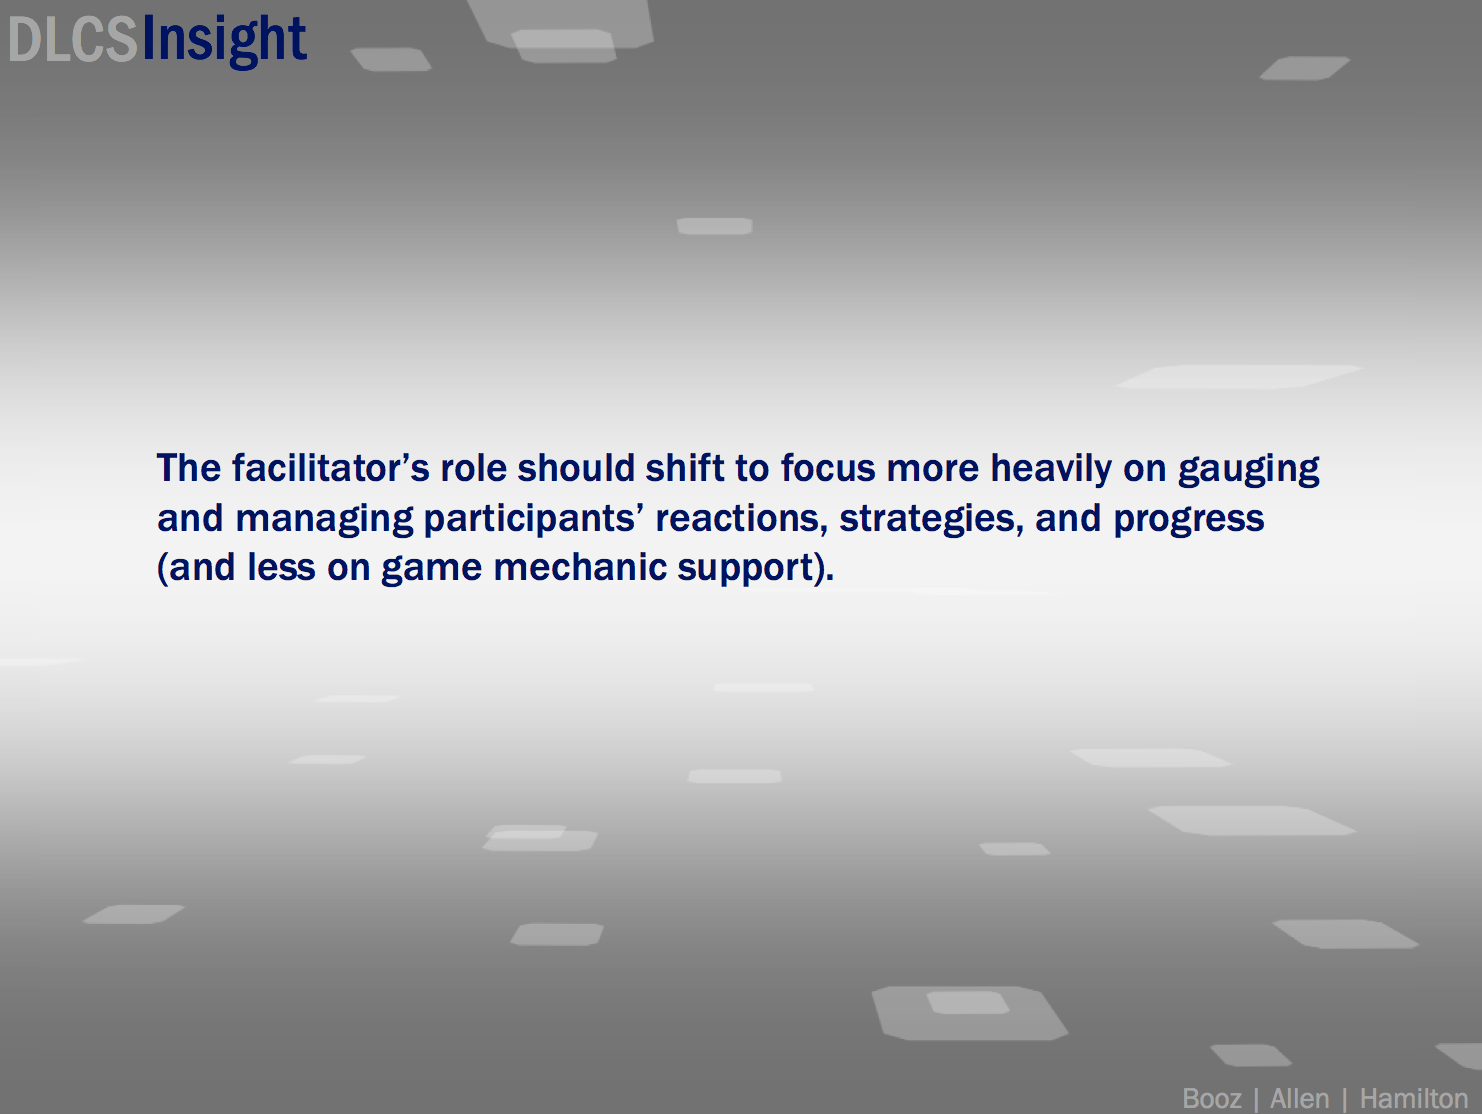 DLCSInsight
The facilitator’s role should shift to focus more heavily on gauging
and managing participants’ reactions, strategies, and progress
(and less on game mechanic support).
Booz | Allen | Hamilton